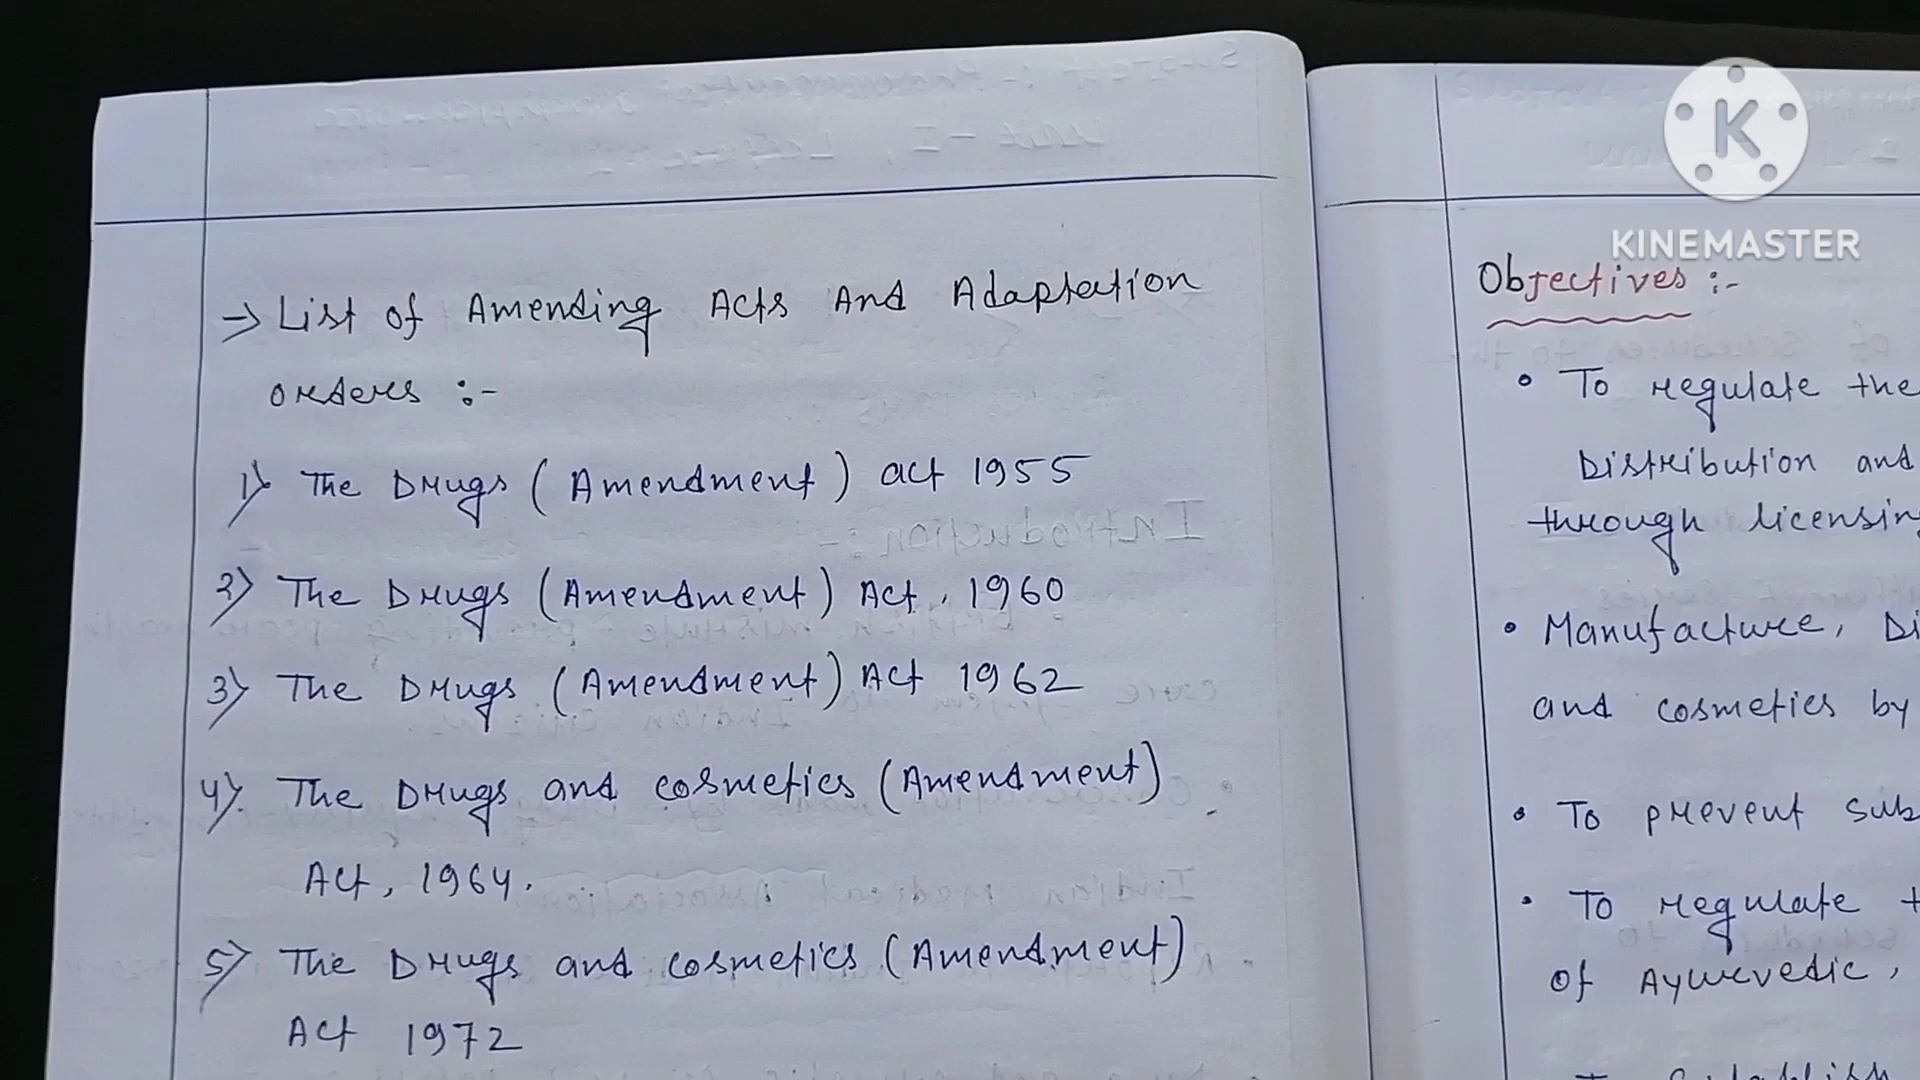 → List of Amending Acts And Adaptation
orders :-
1) The Drugs (Amendment) act 1955
2) The Drugs (Amendment) Act, 1960
3) The Drugs (Amendment) Act 1962
4) The Drugs and cosmetics (Amendment)
Act, 1964.
5) The Drugs and cosmetics (Amendment)
Act 1972
K
KINEMASTER
Objectives :-
• To regulate the
Distribution and
through licensing
• Manufacture, Di
and cosmetics by
• To prevent sub
• To regulate t
of Ayurvedic,